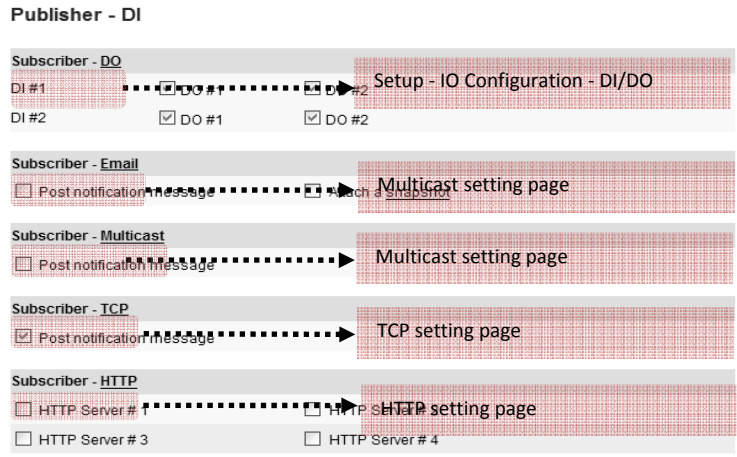 Publisher - DI
Subscriber - DO
DI #1 DO #1 DO #2 Setup - IO Configuration - DI/DO
DI #2 DO #1 DO #2
Subscriber - Email
Post notification message Attach a snapshot Multicast setting page
Subscriber - Multicast
Post notification message Multicast setting page
Subscriber - TCP
Post notification message TCP setting page
Subscriber - HTTP
HTTP Server # 1 HTTP Server # 2 HTTP setting page
HTTP Server # 3 HTTP Server # 4